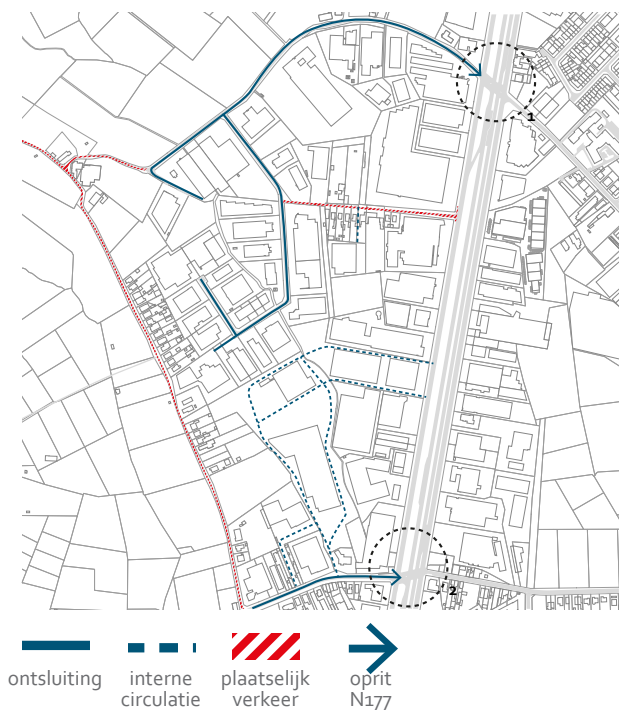 1
2
ontsluiting
interne
circulatie
plaatselijk
verkeer
oprit
N177